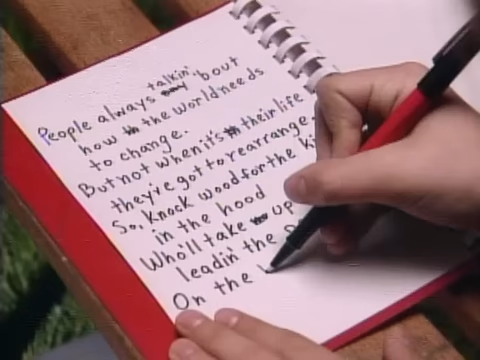 People always talkin' 'bout
how the world needs
to change.
But not when it's their life
they've got to rearrange.
So, knock wood for the
in the hood
Who'll take up
leadin' the
On the